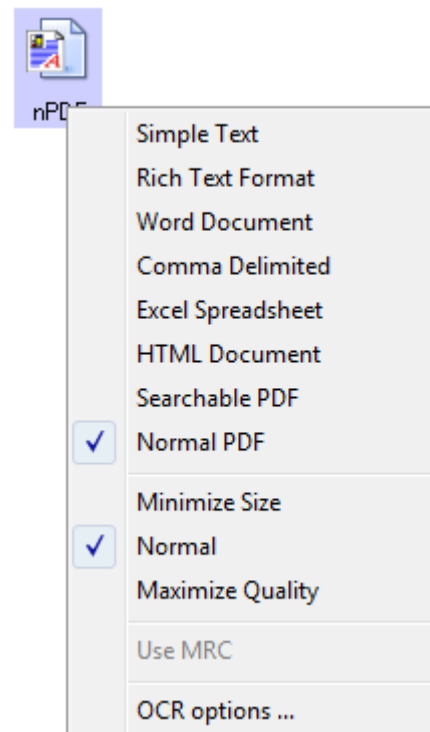 nPDF
Simple Text
Rich Text Format
Word Document
Comma Delimited
Excel Spreadsheet
HTML Document
Searchable PDF
Normal PDF
Minimize Size
Normal
Maximize Quality
Use MRC
OCR options ...